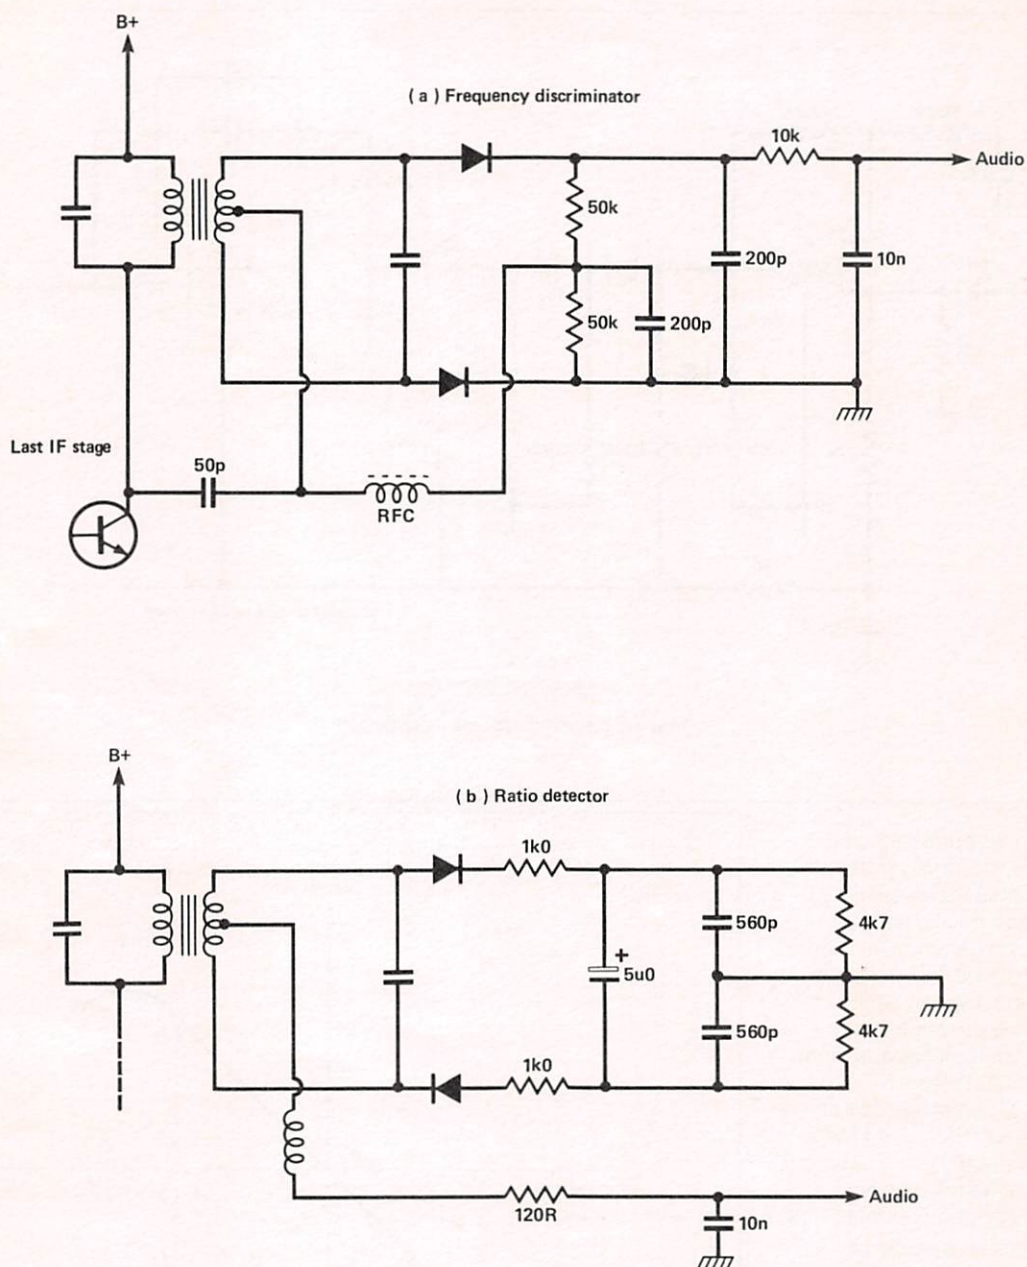 B+
( a ) Frequency discriminator
10k
Audio
50k
200p
10n
50k
200p
Last IF stage
50p
RFC
B+
( b ) Ratio detector
1k0
560p
4k7
+
5u0
560p
4k7
1k0
Audio
120R
10n